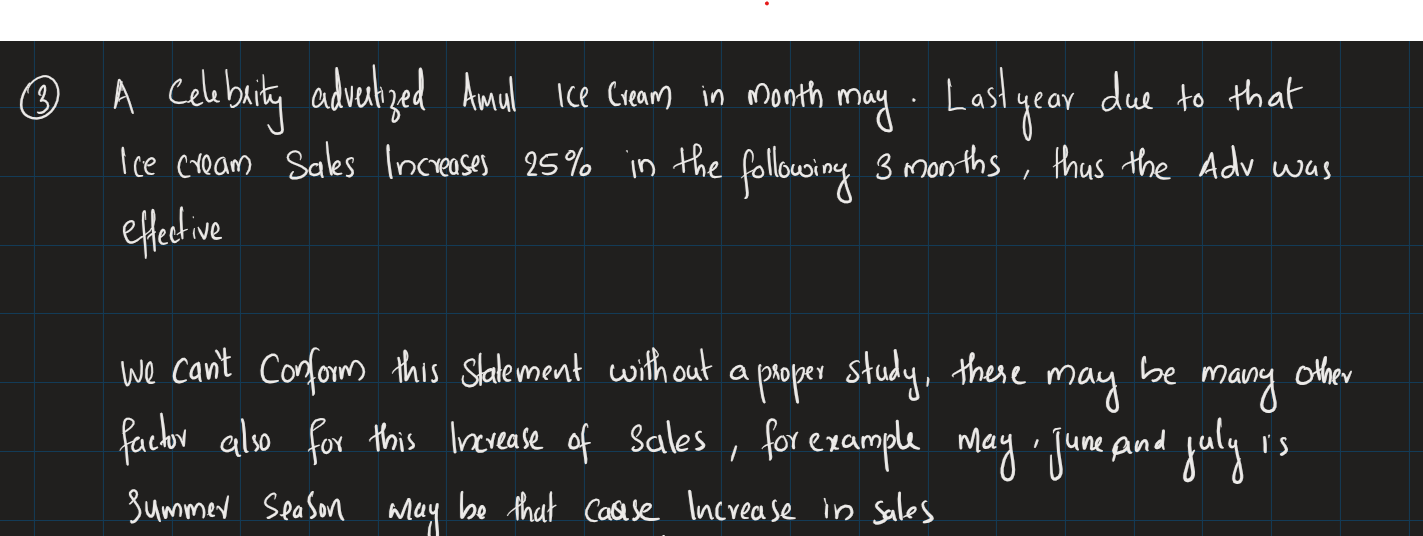 ③ A Celebrity advertized Amul Ice Cream in month may. Last year due to that
Ice cream Sales Increases 25% in the following 3 months, thus the Adv was
effective
We can't Conform this Statement without a proper study, there may be many other
factor also for this Increase of Sales, for example may, june and july is
Summer Season may be that caase Increase in sales